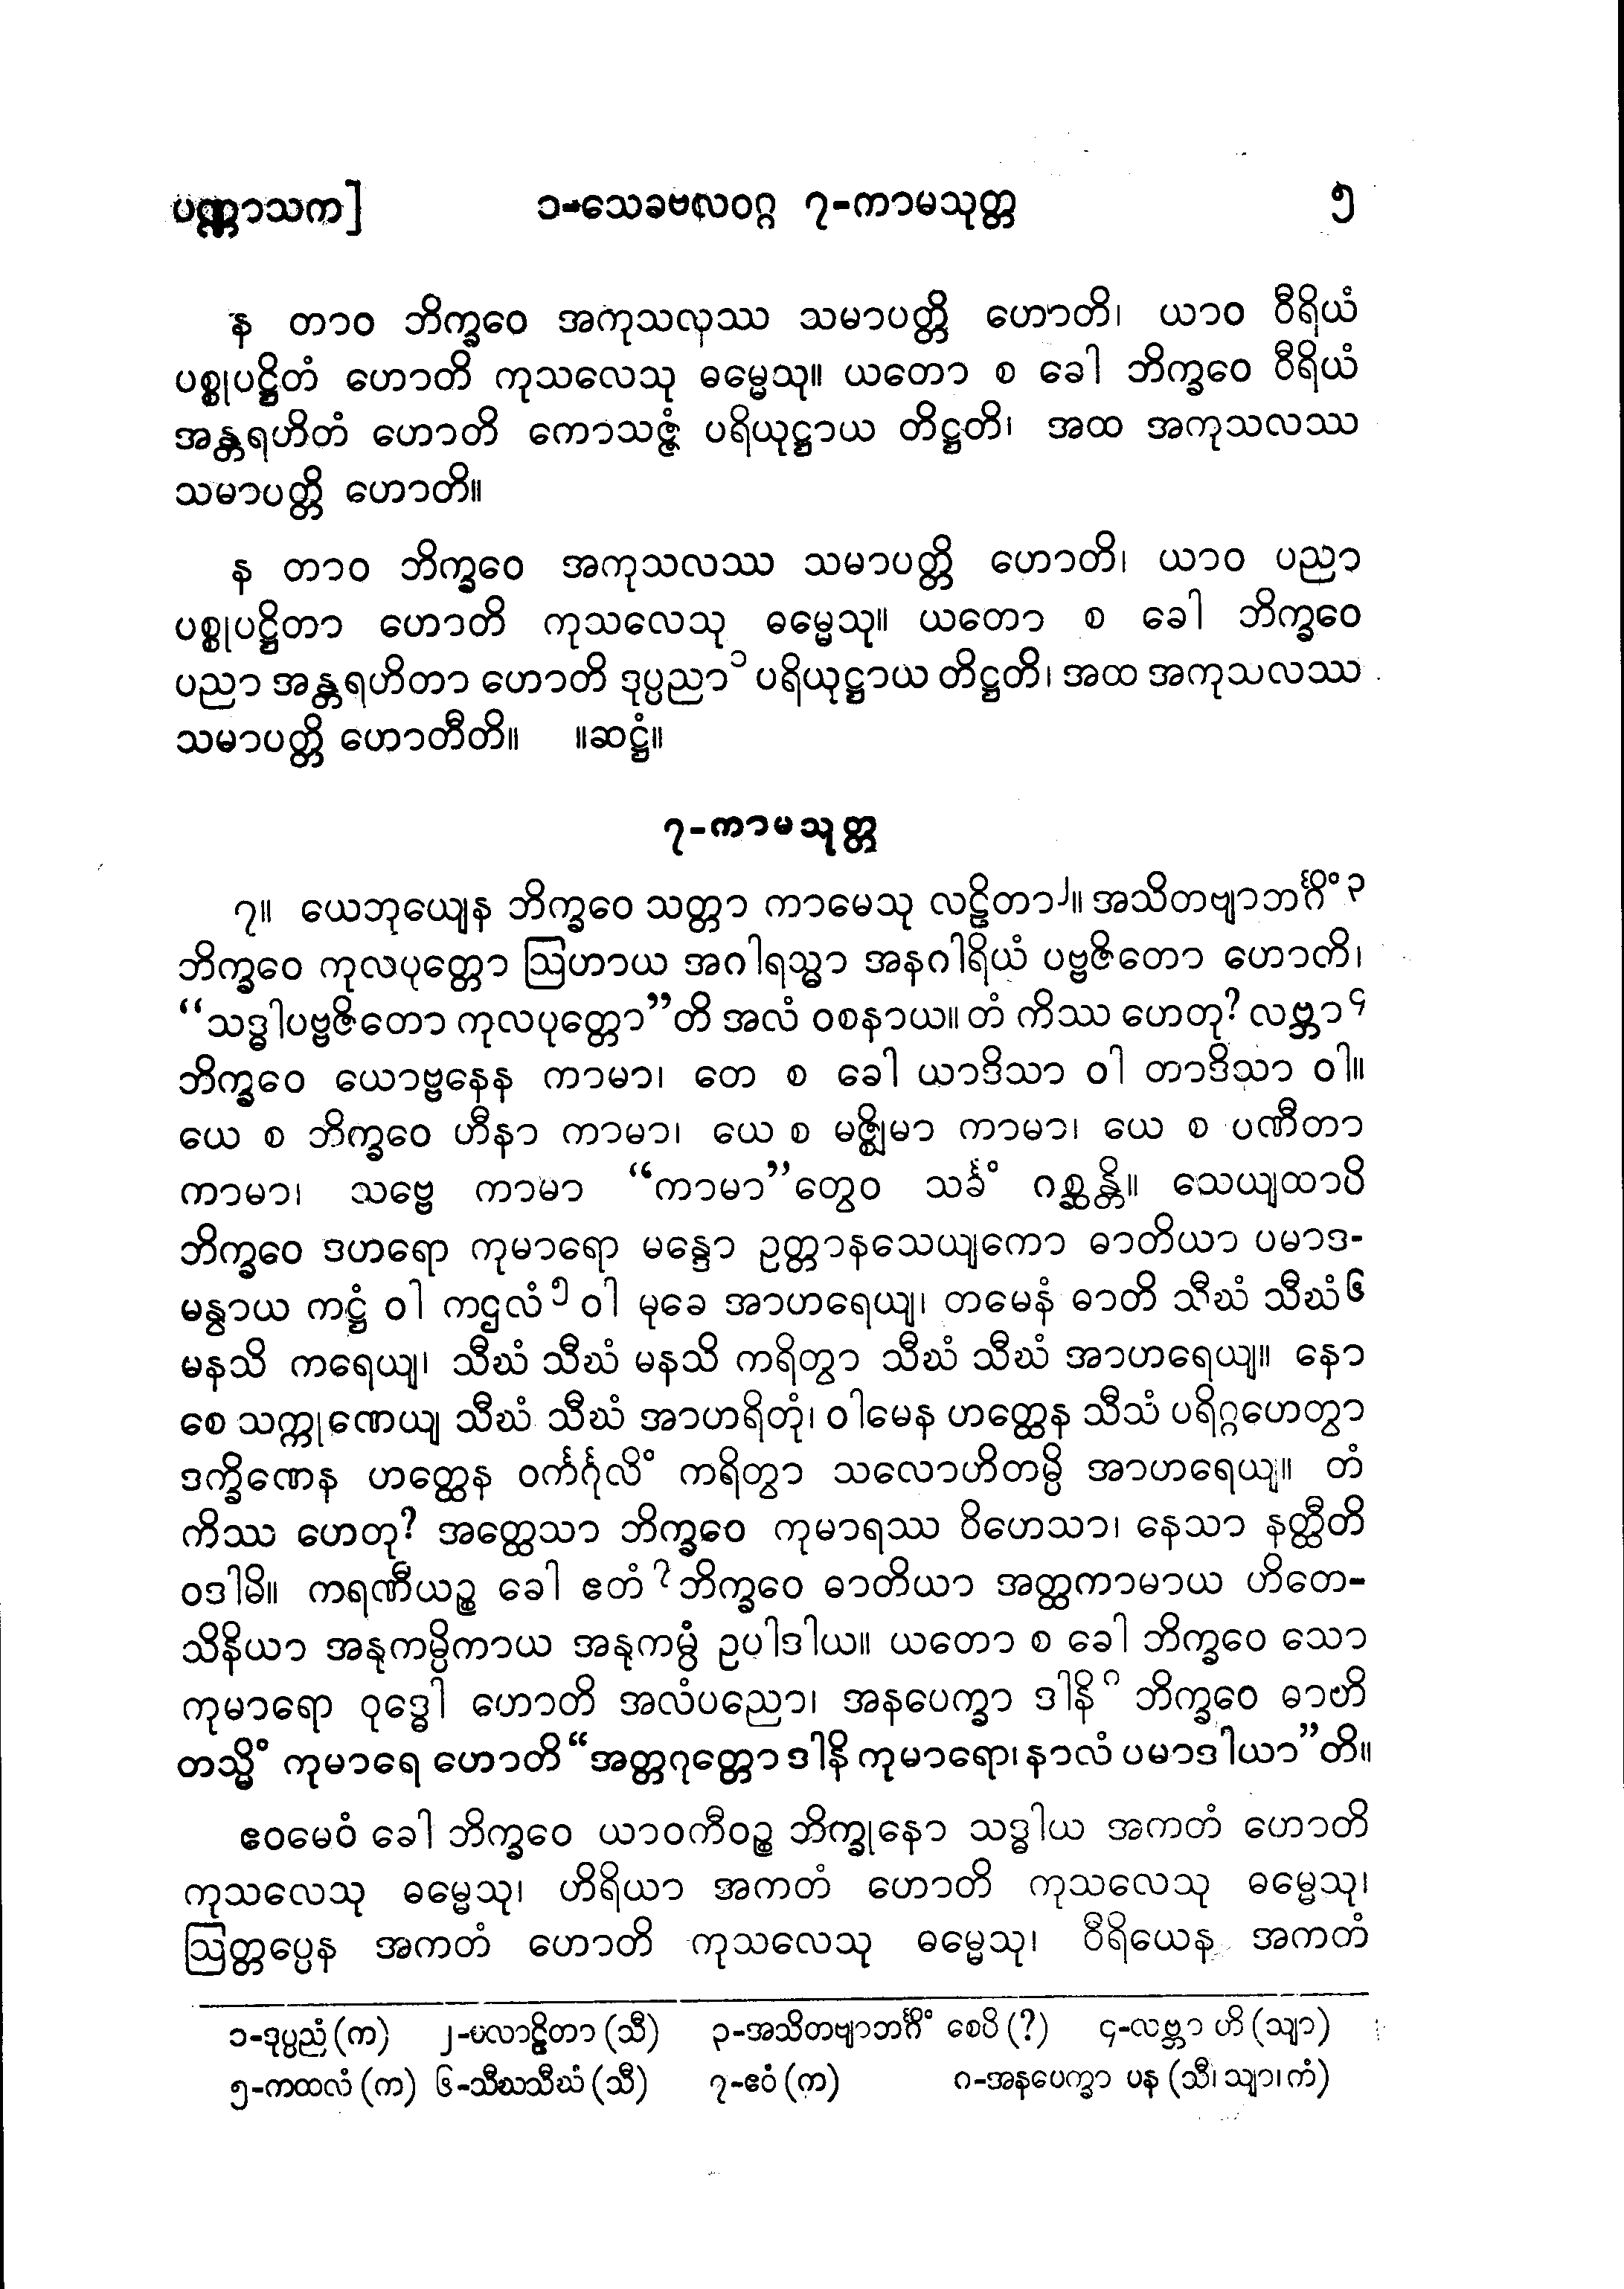 ပဏ္ဏာသက] ၁-သေခဗလဝဂ္ဂ ၇-ကာမသုတ္တ ၅
န တာဝ ဘိက္ခဝေ အကုသလဿ သမာပတ္တိ ဟောတိ၊ ယာဝ ဝီရိယံ
ပစ္စုပဋ္ဌိတံ ဟောတိ ကုသလေသု ဓမ္မေသု။ ယတော စ ခေါ ဘိက္ခဝေ ဝီရိယံ
အန္တရဟိတံ ဟောတိ ကောသဇ္ဇံ ပရိယုဋ္ဌာယ တိဋ္ဌတိ၊ အထ အကုသလဿ
သမာပတ္တိ ဟောတိ။
န တာဝ ဘိက္ခဝေ အကုသလဿ သမာပတ္တိ ဟောတိ၊ ယာဝ ပညာ
ပစ္စုပဋ္ဌိတာ ဟောတိ ကုသလေသု ဓမ္မေသု။ ယတော စ ခေါ ဘိက္ခဝေ
ပညာ အန္တရဟိတာ ဟောတိ ဒုပ္ပညာ ၁ ပရိယုဋ္ဌာယ တိဋ္ဌတိ၊ အထ အကုသလဿ
သမာပတ္တိ ဟောတီတိ။ ။ဆဋ္ဌံ။
၇-ကာမသုတ္တ
၇။ ယေဘုယျေန ဘိက္ခဝေ သတ္တာ ကာမေသု လဠိတာ ၂။ အသိတဗျာဘင်္ဂိံ ၃
ဘိက္ခဝေ ကုလပုတ္တော ဩဟာယ အဂါရသ္မာ အနဂါရိယံ ပဗ္ဗဇိတော ဟောတိ၊
“သဒ္ဓါပဗ္ဗဇိတော ကုလပုတ္တော”တိ အလံ ဝစနာယ။ တံ ကိဿ ဟေတု? လဗ္ဘာ ၄
ဘိက္ခဝေ ယောဗ္ဗနေန ကာမာ၊ တေ စ ခေါ ယာဒိသာ ဝါ တာဒိသာ ဝါ။
ယေ စ ဘိက္ခဝေ ဟီနာ ကာမာ၊ ယေ စ မဇ္ဈိမာ ကာမာ၊ ယေ စ ပဏီတာ
ကာမာ၊ သဗ္ဗေ ကာမာ “ကာမာ”တွေဝ သင်္ခံ ဂစ္ဆန္တိ။ သေယျထာပိ
ဘိက္ခဝေ ဒဟရော ကုမာရော မန္ဒော ဥတ္တာနသေယျကော ဓာတိယာ ပမာဒ-
မန္ဝာယ ကဋ္ဌံ ဝါ ကဌလံ ၅ ဝါ မုခေ အာဟရေယျ၊ တမေနံ ဓာတိ သီဃံ သီဃံ ၆
မနသိ ကရေယျ၊ သီဃံ သီဃံ မနသိ ကရိတွာ သီဃံ သီဃံ အာဟရေယျ။ နော
စေ သက္ကုဏေယျ သီဃံ သီဃံ အာဟရိတုံ၊ ဝါမေန ဟတ္ထေန သီသံ ပရိဂ္ဂဟေတွာ
ဒက္ခိဏေန ဟတ္ထေန ဝင်္ကင်္ဂုလိံ ကရိတွာ သလောဟိတမ္ပိ အာဟရေယျ။ တံ
ကိဿ ဟေတု? အတ္ထေသာ ဘိက္ခဝေ ကုမာရဿ ဝိဟေသာ၊ နေသာ နတ္ထီတိ
ဝဒါမိ။ ကရဏီယဉ္စ ခေါ ဧတံ ၇ ဘိက္ခဝေ ဓာတိယာ အတ္ထကာမာယ ဟိတေ-
သိနိယာ အနုကမ္ပိကာယ အနုကမ္ပံ ဥပါဒါယ။ ယတော စ ခေါ ဘိက္ခဝေ သော
ကုမာရော ဝုဒ္ဓေါ ဟောတိ အလံပညော၊ အနပေက္ခာ ဒါနိ ၈ ဘိက္ခဝေ ဓာတိ
တသ္မိံ ကုမာရေ ဟောတိ “အတ္တဂုတ္တော ဒါနိ ကုမာရော၊ နာလံ ပမာဒါယာ”တိ။
ဧဝမေဝံ ခေါ ဘိက္ခဝေ ယာဝကီဝဉ္စ ဘိက္ခုနော သဒ္ဓါယ အကတံ ဟောတိ
ကုသလေသု ဓမ္မေသု၊ ဟိရိယာ အကတံ ဟောတိ ကုသလေသု ဓမ္မေသု၊
ဩတ္တပ္ပေန အကတံ ဟောတိ ကုသလေသု ဓမ္မေသု၊ ဝီရိယေန အကတံ
၁-ဒုပ္ပညံ (က) ၂-ပလာဠိတာ (သီ) ၃-အသိတဗျာဘင်္ဂိံ စေပိ (?) ၄-လဗ္ဘာ ဟိ (သျာ)
၅-ကထလံ (က) ၆-သီဃသီဃံ (သီ) ၇-ဧဝံ (က) ၈-အနပေက္ခာ ပန (သီ၊ သျာ၊ ကံ)